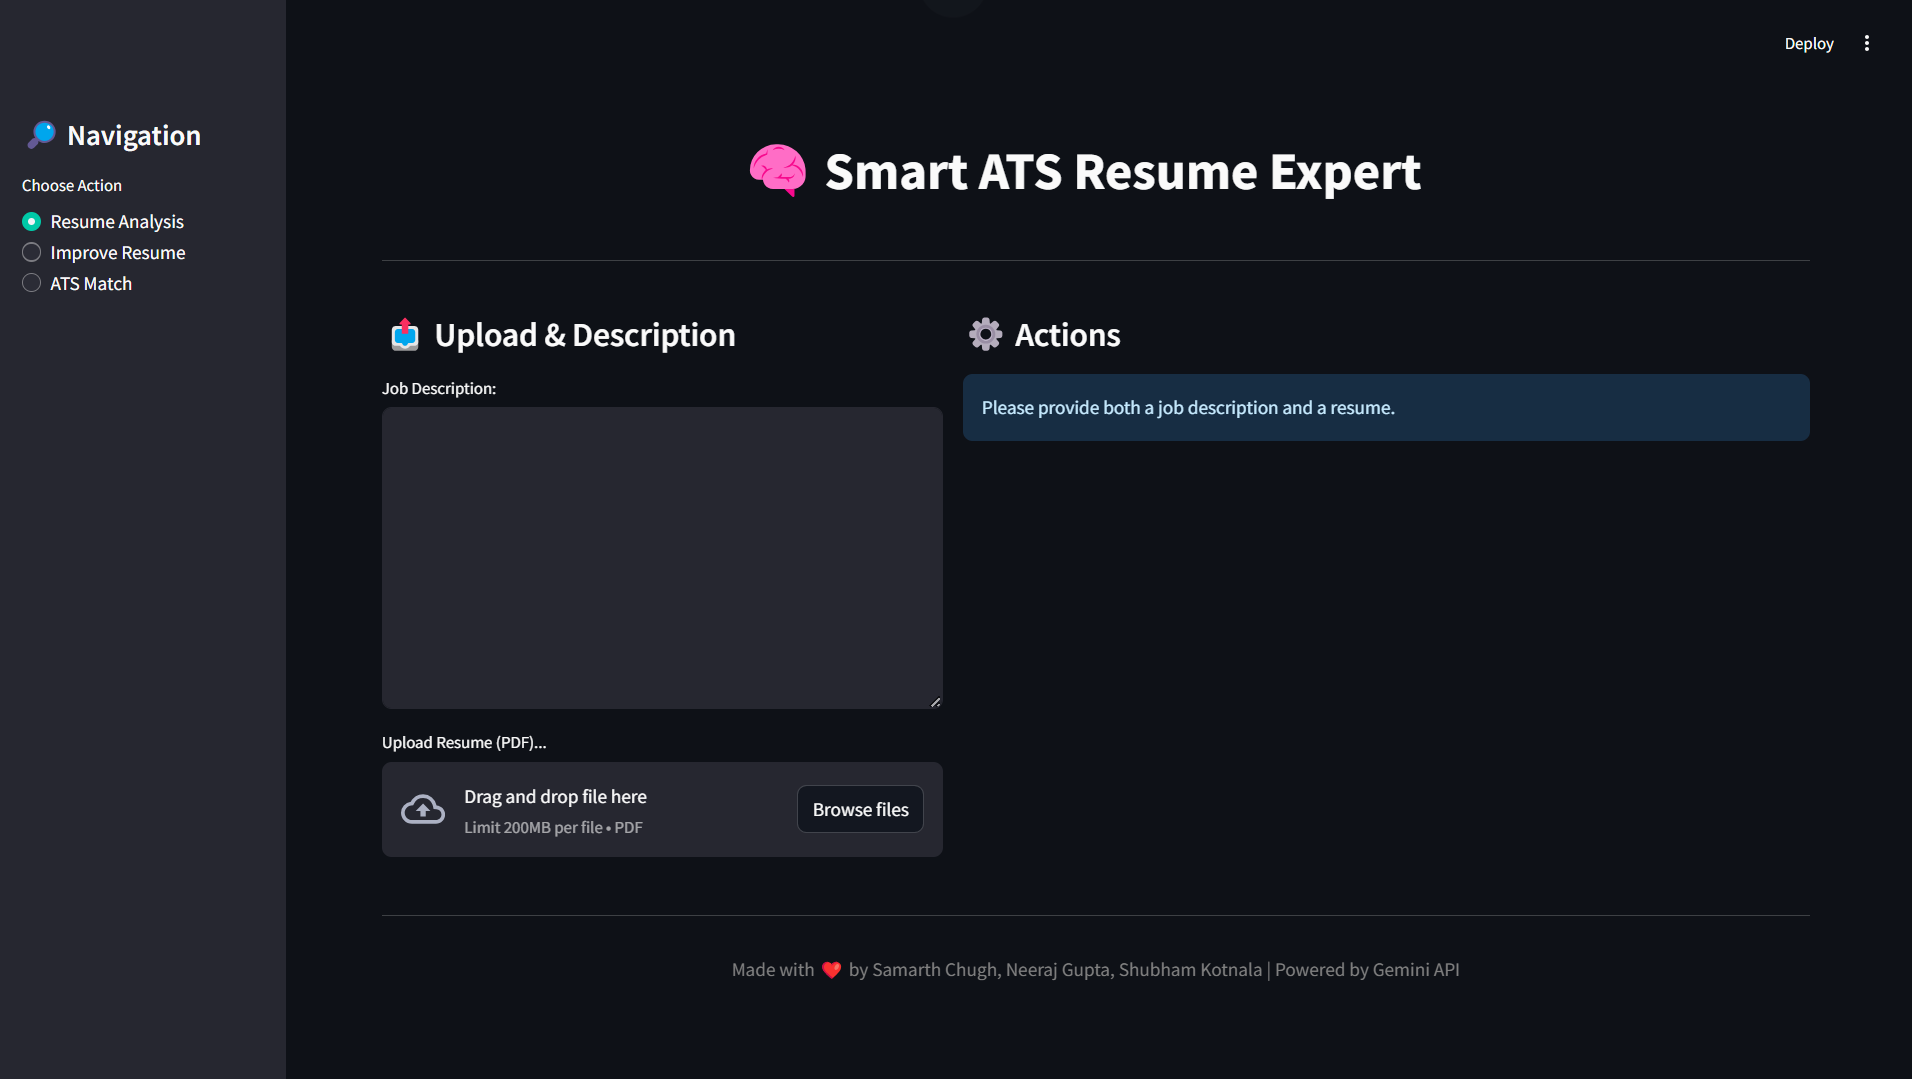 Deploy
Navigation
Choose Action
Resume Analysis
Improve Resume
ATS Match
Smart ATS Resume Expert
Upload & Description
Job Description:
Upload Resume (PDF)...
Drag and drop file here
Limit 200MB per file • PDF
Browse files
Actions
Please provide both a job description and a resume.
Made with ❤️ by Samarth Chugh, Neeraj Gupta, Shubham Kotnala | Powered by Gemini API